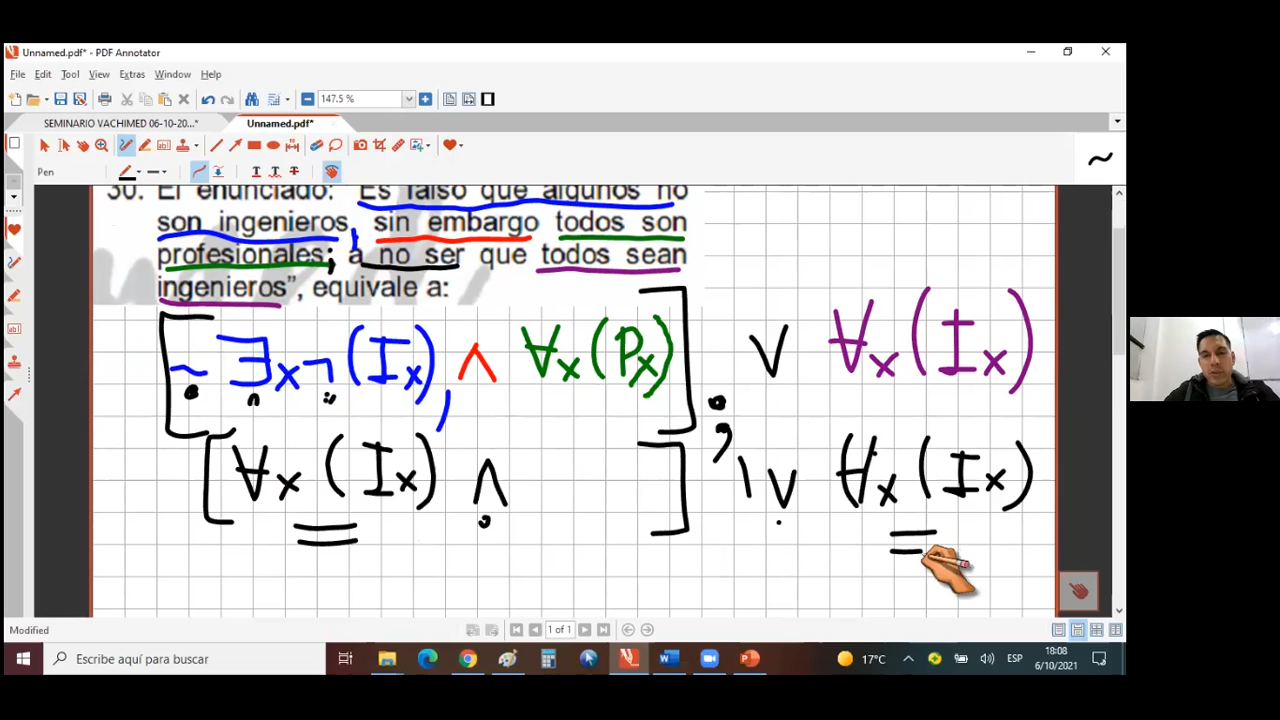 Unnamed.pdf* - PDF Annotator
File Edit Tool View Extras Window Help
147.5 %
SEMINARIO VACHIMED 06-10-20...* Unnamed.pdf*
Pen
30. El enunciado: "Es falso que algunos no
son ingenieros, sin embargo todos son
profesionales; a no ser que todos sean
ingenieros", equivale a:
[~∃x¬(Ix), ∧ ∀x(Px)] ; ∨ ∀x(Ix)
[∀x(Ix) ∧ ] \∨ (∀x(Ix)
Modified 1 of 1
Escribe aquí para buscar 17°C ESP 18:08
6/10/2021